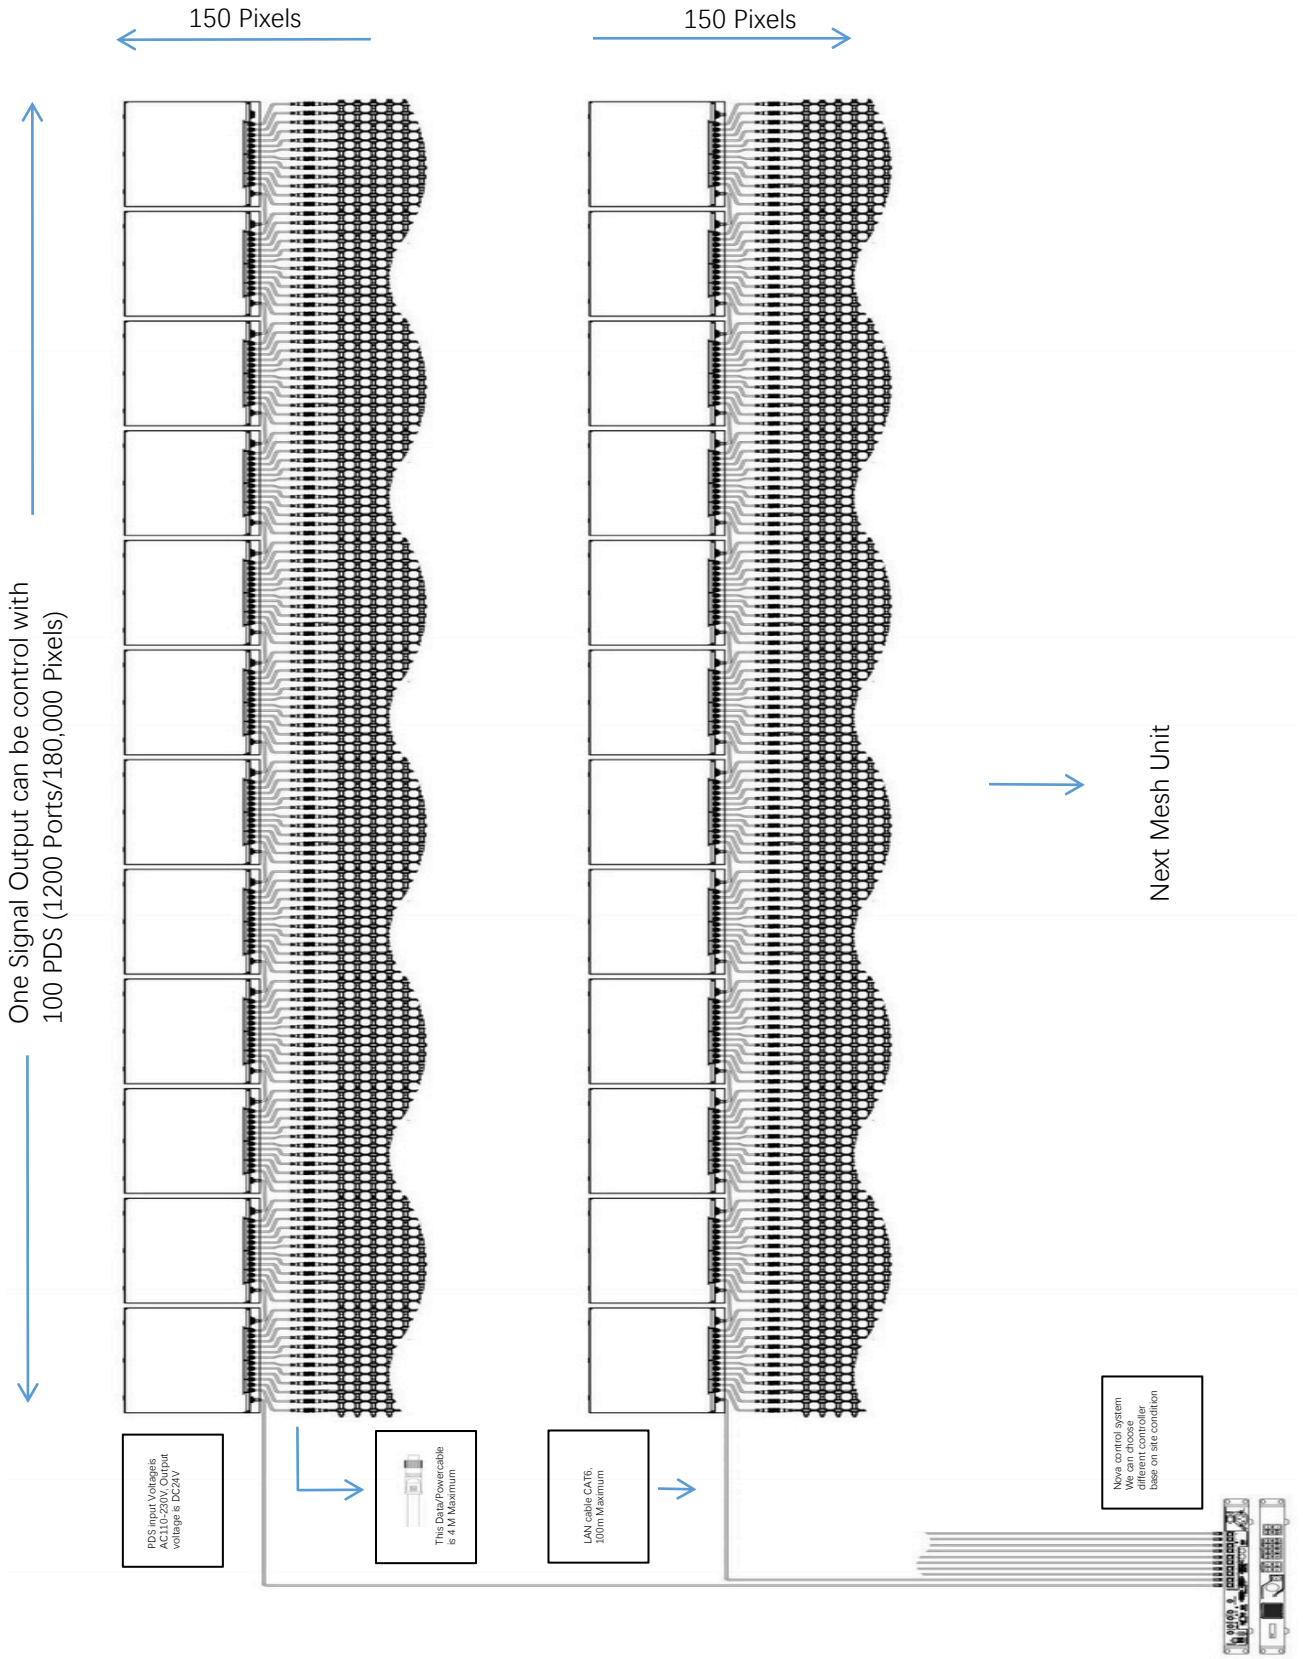 150 Pixels
150 Pixels
One Signal Output can be control with
100 PDS (1200 Ports/180,000 Pixels)
Next Mesh Unit
PDS input Voltageis
AC110-230V, Output
voltage is DC24V
This Data/Powercable
is 4 M Maximum
LAN cable CAT6,
100m Maximum
Nova control system
We can choose
different controller
base on site condition